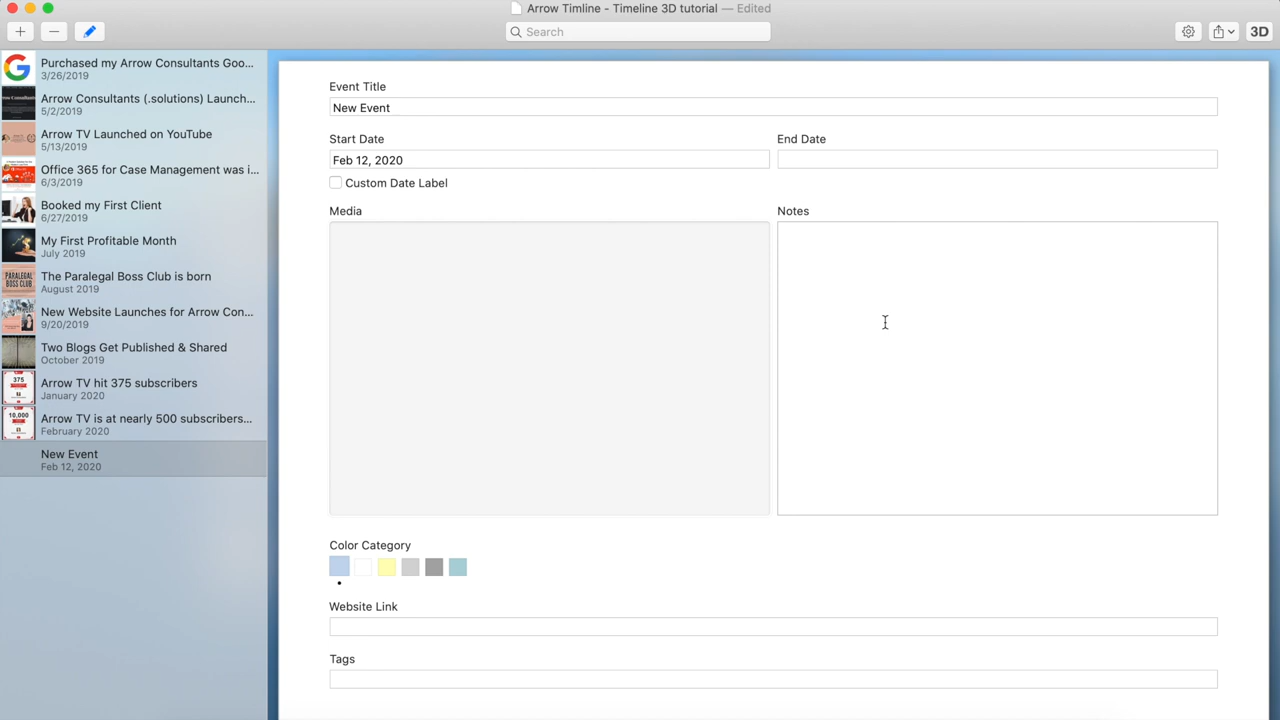 Arrow Timline - Timeline 3D tutorial — Edited
Search
3D
Purchased my Arrow Consultants Goo...
3/26/2019
Arrow Consultants (.solutions) Launch...
5/2/2019
Arrow TV Launched on YouTube
5/13/2019
Office 365 for Case Management was i...
6/3/2019
Booked my First Client
6/27/2019
My First Profitable Month
July 2019
PARALEGAL
BOSS CLUB
The Paralegal Boss Club is born
August 2019
New Website Launches for Arrow Con...
9/20/2019
Two Blogs Get Published & Shared
October 2019
375
Arrow TV hit 375 subscribers
January 2020
10,000
Arrow TV is at nearly 500 subscribers...
February 2020
New Event
Feb 12, 2020
Event Title
New Event
Start Date
End Date
Feb 12, 2020
Custom Date Label
Media
Notes
Color Category
Website Link
Tags